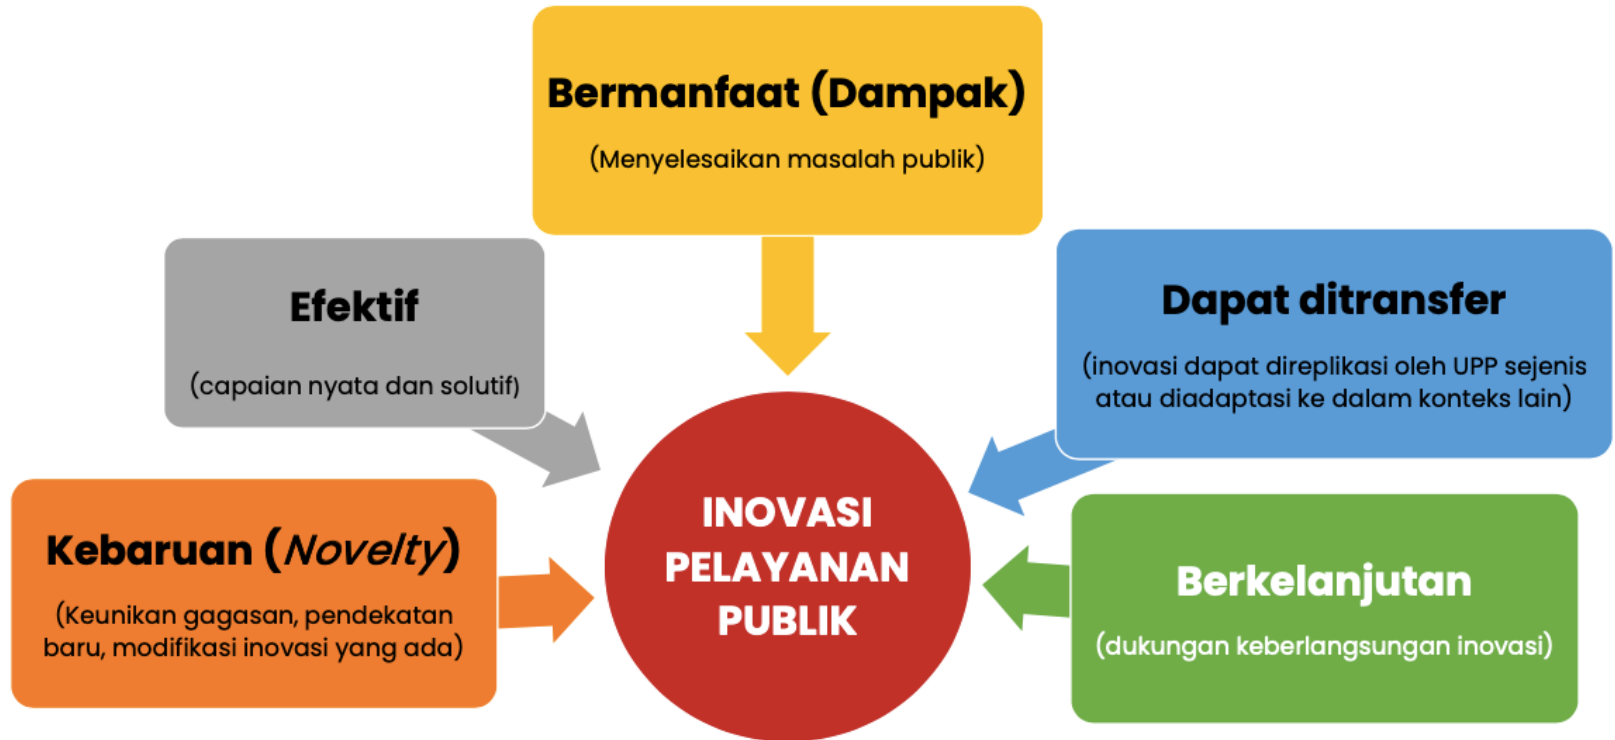 Bermanfaat (Dampak)
(Menyelesaikan masalah publik)
Efektif
(capaian nyata dan solutif)
Dapat ditransfer
(inovasi dapat direplikasi oleh UPP sejenis
atau diadaptasi ke dalam konteks lain)
Kebaruan (Novelty)
(Keunikan gagasan, pendekatan
baru, modifikasi inovasi yang ada)
INOVASI
PELAYANAN
PUBLIK
Berkelanjutan
(dukungan keberlangsungan inovasi)